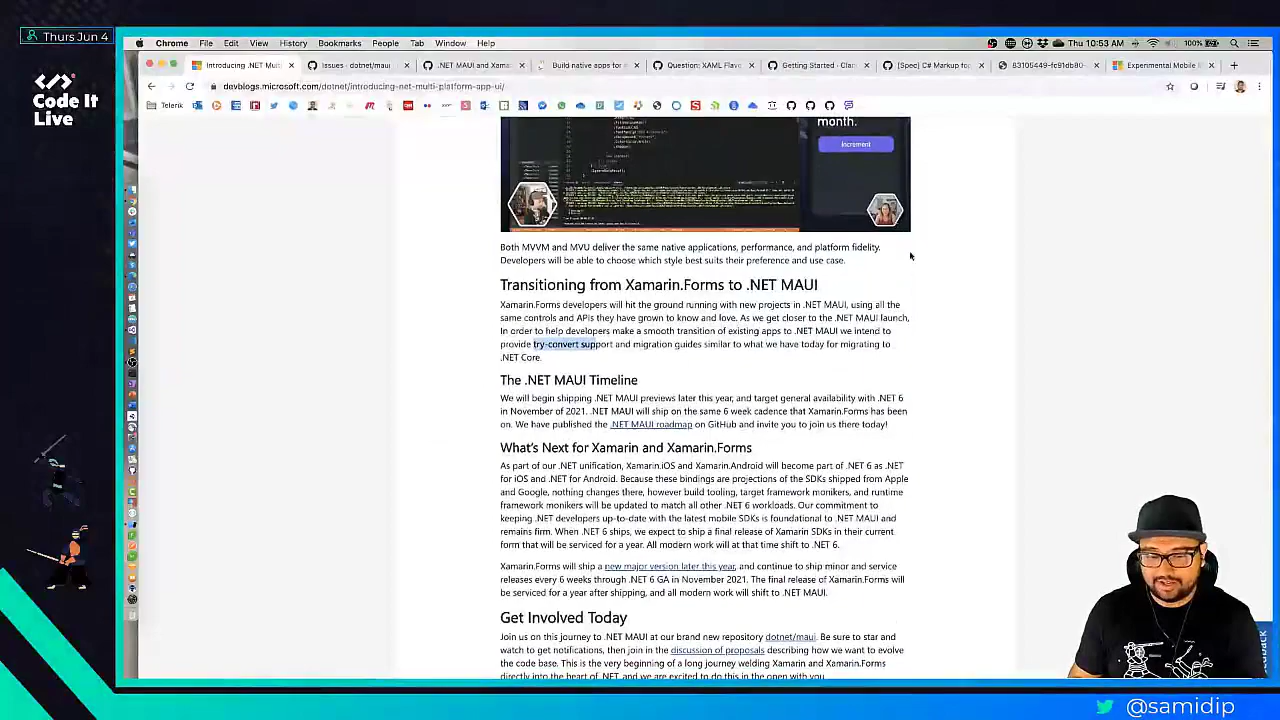 Thurs Jun 4
Code It
Live
Chrome File Edit View History Bookmarks People Tab Window Help
100% Thu 10:53 AM
Introducing .NET Mult
Issues · dotnet/maui
.NET MAUI and Xama
Build native apps for
Question: XAML Flavo
Getting Started - Clan
[Spec] C# Markup for
83105449-fc91db80-
Experimental Mobile B
devblogs.microsoft.com/dotnet/introducing-net-multi-platform-app-ui/
Telerik
month.
Increment
Both MVVM and MVU deliver the same native applications, performance, and platform fidelity.
Developers will be able to choose which style best suits their preference and use case.
Transitioning from Xamarin.Forms to .NET MAUI
Xamarin.Forms developers will hit the ground running with new projects in .NET MAUI, using all the
same controls and APIs they have grown to know and love. As we get closer to the .NET MAUI launch,
In order to help developers make a smooth transition of existing apps to .NET MAUI we intend to
provide try-convert support and migration guides similar to what we have today for migrating to
.NET Core.
The .NET MAUI Timeline
We will begin shipping .NET MAUI previews later this year, and target general availability with .NET 6
in November of 2021. .NET MAUI will ship on the same 6 week cadence that Xamarin.Forms has been
on. We have published the .NET MAUI roadmap on GitHub and invite you to join us there today!
What's Next for Xamarin and Xamarin.Forms
As part of our .NET unification, Xamarin.iOS and Xamarin.Android will become part of .NET 6 as .NET
for iOS and .NET for Android. Because these bindings are projections of the SDKs shipped from Apple
and Google, nothing changes there, however build tooling, target framework monikers, and runtime
framework monikers will be updated to match all other .NET 6 workloads. Our commitment to
keeping .NET developers up-to-date with the latest mobile SDKs is foundational to .NET MAUI and
remains firm. When .NET 6 ships, we expect to ship a final release of Xamarin SDKs in their current
form that will be serviced for a year. All modern work will at that time shift to .NET 6.
Xamarin.Forms will ship a new major version later this year, and continue to ship minor and service
releases every 6 weeks through .NET 6 GA in November 2021. The final release of Xamarin.Forms will
be serviced for a year after shipping, and all modern work will shift to .NET MAUI.
Get Involved Today
Join us on this journey to .NET MAUI at our brand new repository dotnet/maui. Be sure to star and
watch to get notifications, then join in the discussion of proposals describing how we want to evolve
the code base. This is the very beginning of a long journey welding Xamarin and Xamarin.Forms
directly into the heart of .NET, and we are excited to do this in the open with you.
@samidip